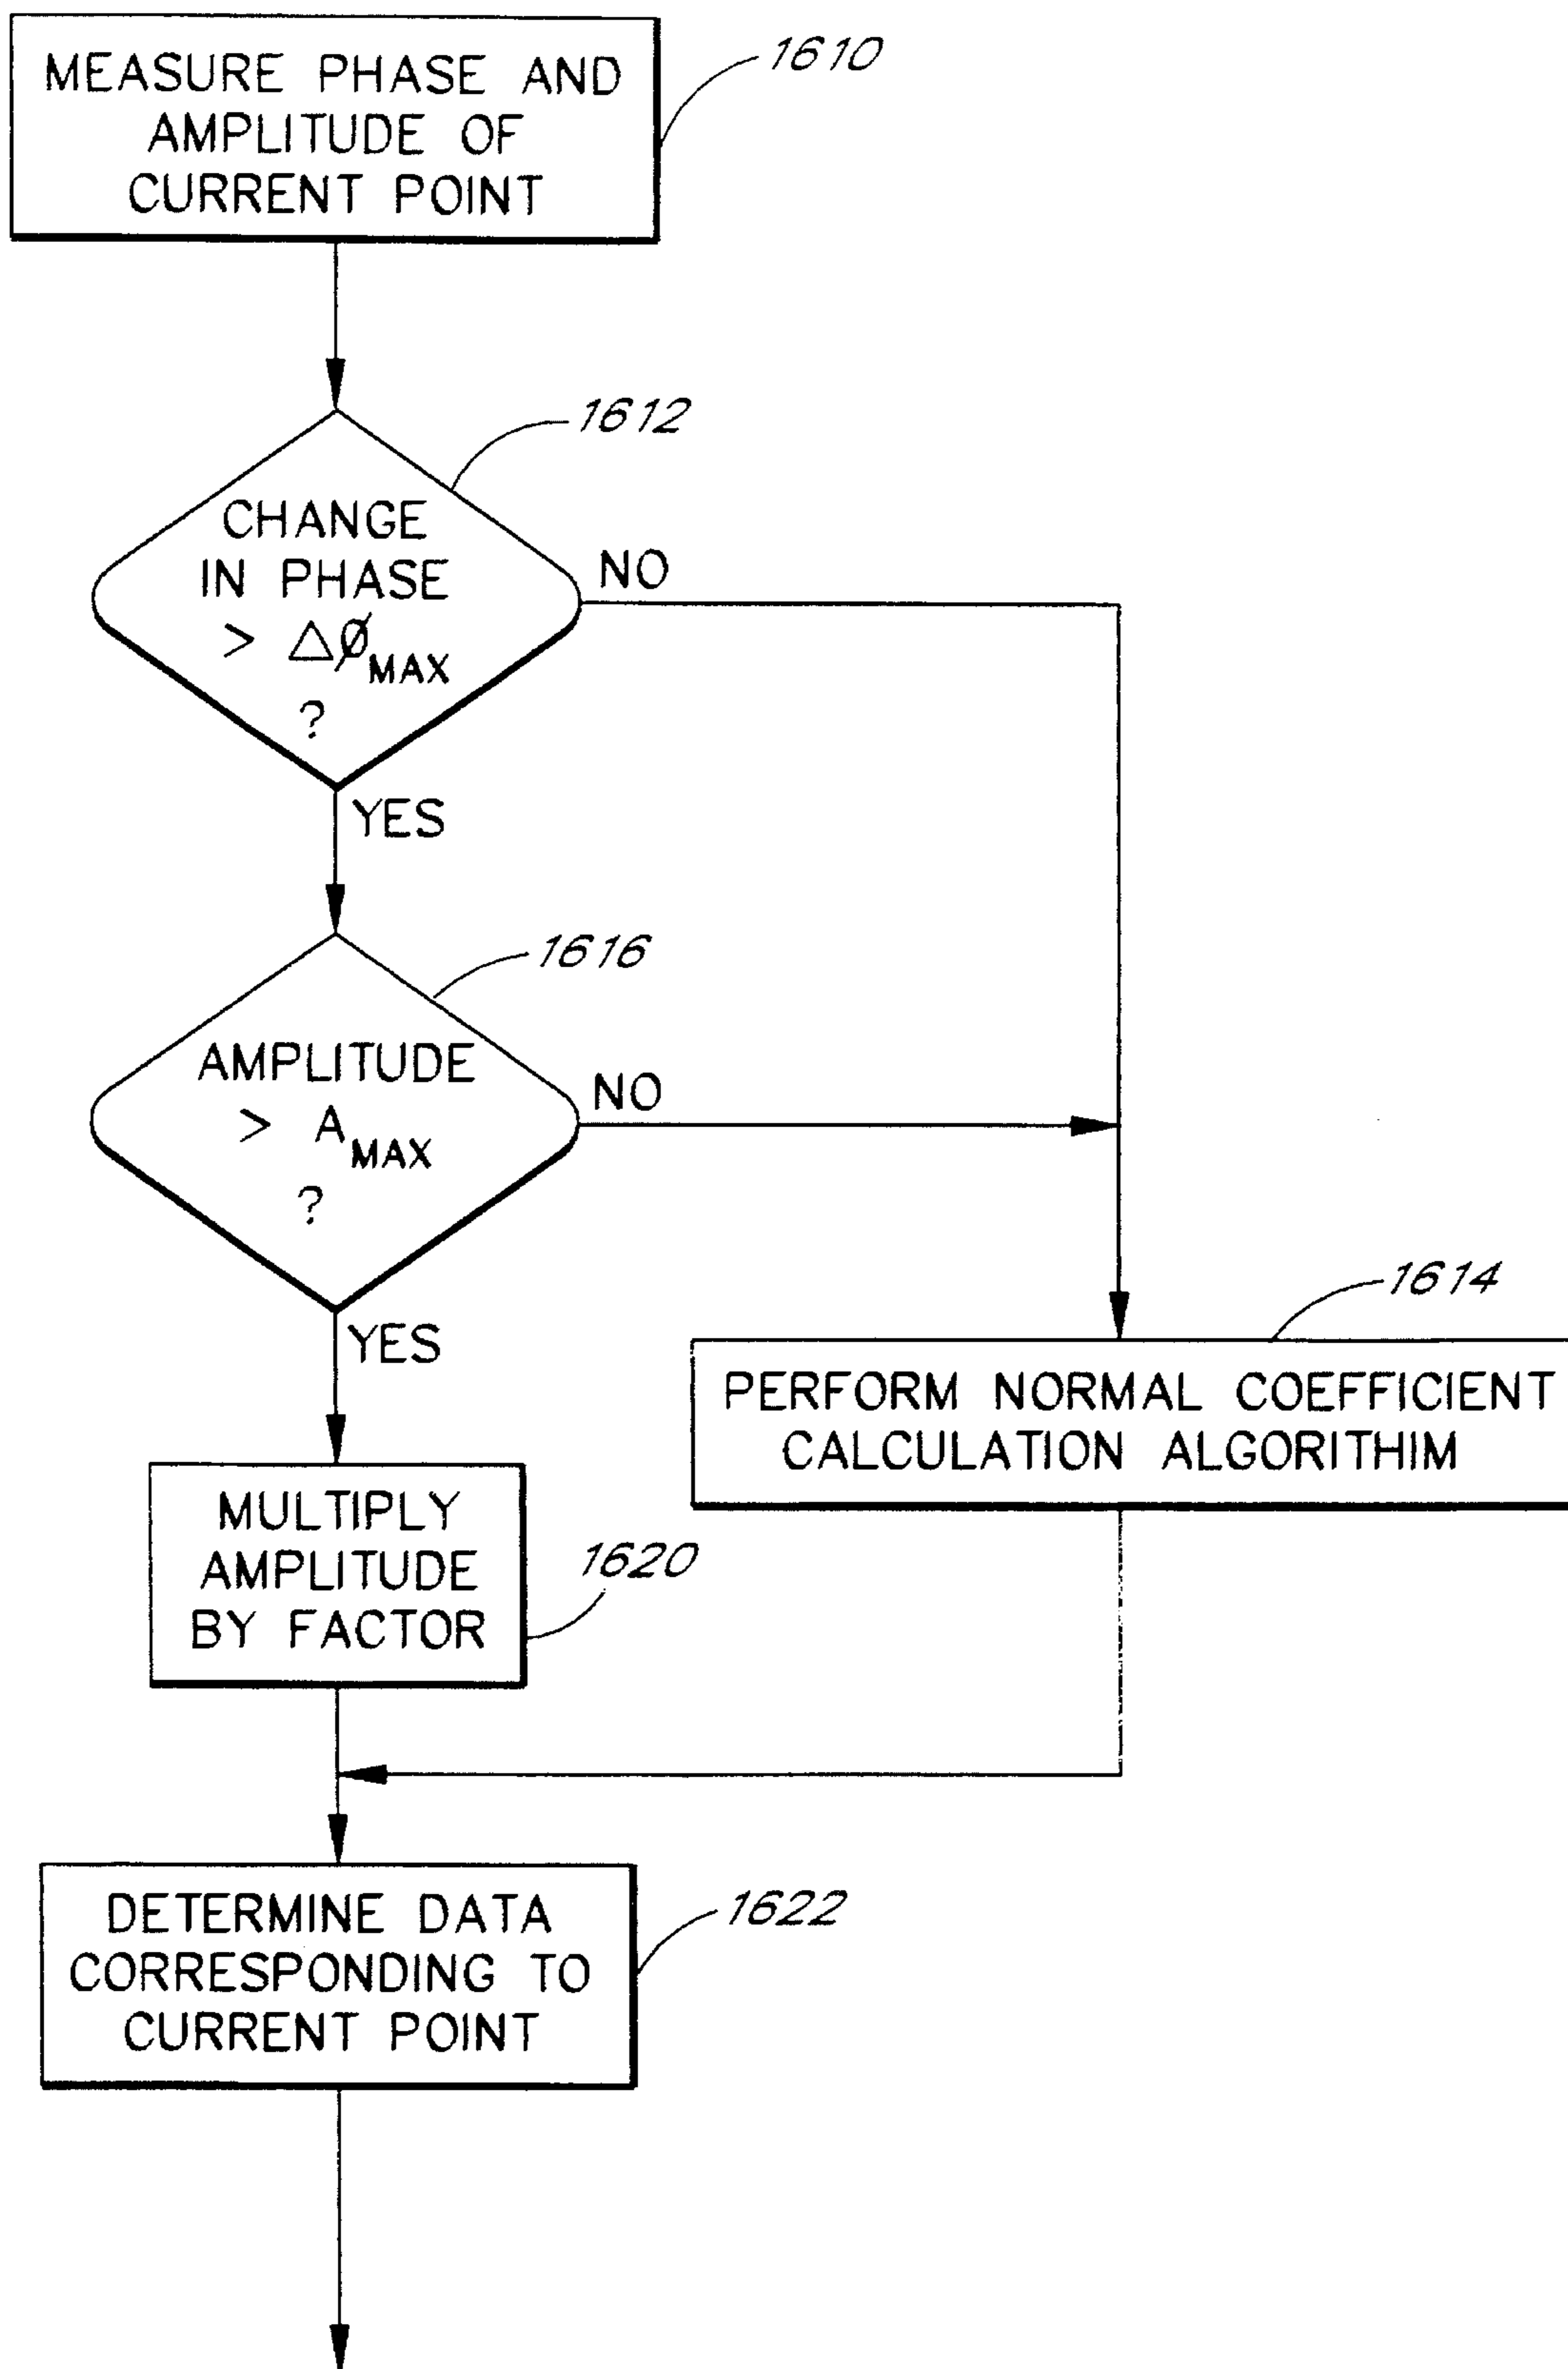 MEASURE PHASE AND
AMPLITUDE OF
CURRENT POINT
1610
1612
CHANGE
IN PHASE
> ΔØMAX
?
NO
YES
1616
AMPLITUDE
> AMAX
?
NO
YES
1614
PERFORM NORMAL COEFFICIENT
CALCULATION ALGORITHIM
MULTIPLY
AMPLITUDE
BY FACTOR
1620
DETERMINE DATA
CORRESPONDING TO
CURRENT POINT
1622